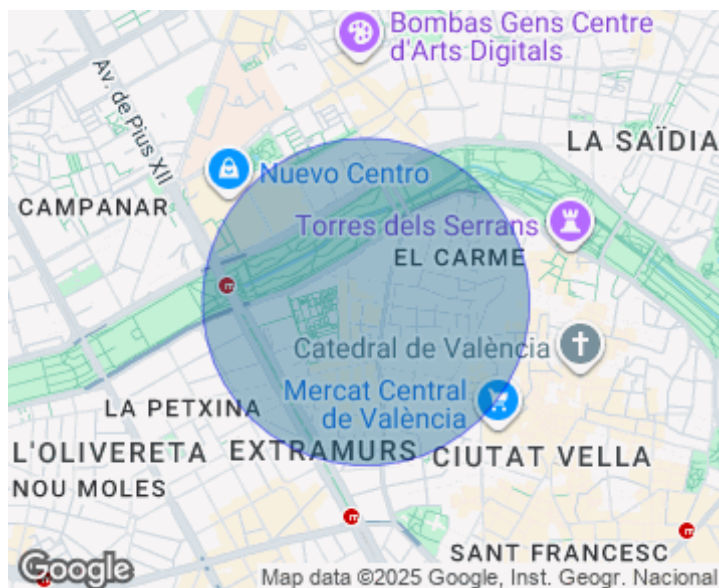 Bombas Gens Centre
d'Arts Digitals
Av. de Pius XII
LA SAÏDIA
Nuevo Centro
CAMPANAR
Torres dels Serrans
EL CARME
Catedral de València
Mercat Central
de València
LA PETXINA
L'OLIVERETA
EXTRAMURS
CIUTAT VELLA
NOU MOLES
SANT FRANCESC
Google
Map data ©2025 Google, Inst. Geogr. Nacional